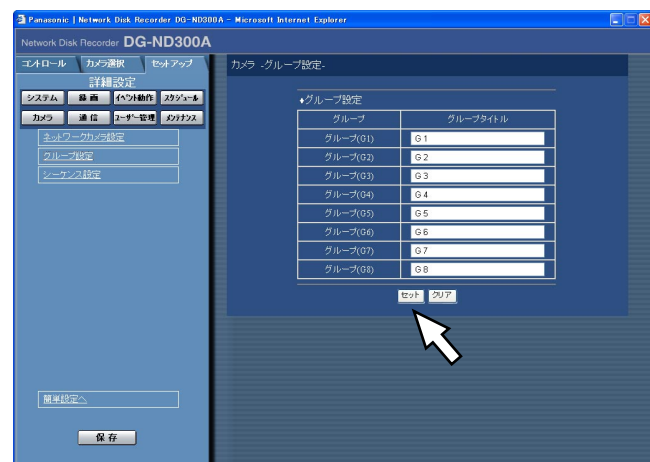 Panasonic | Network Disk Recorder DG-ND300A - Microsoft Internet Explorer
Network Disk Recorder DG-ND300A
コントロール カメラ選択 セットアップ
詳細設定
システム 録画 イベント動作 スケジュール
カメラ 通信 ユーザー管理 メンテナンス
ネットワークカメラ設定
グループ設定
シーケンス設定
簡単設定へ
保存
カメラ -グループ設定-
♦グループ設定
グループ グループタイトル
グループ(G1) G1
グループ(G2) G2
グループ(G3) G3
グループ(G4) G4
グループ(G5) G5
グループ(G6) G6
グループ(G7) G7
グループ(G8) G8
セット クリア